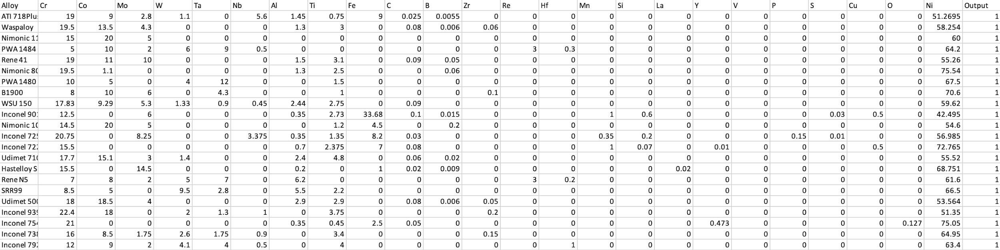 Alloy Cr Co Mo W Ta Nb Al Ti Fe C B Zr Re Hf Mn Si La Y V P S Cu O Ni Output
ATI 718Plu 19 9 2.8 1.1 0 5.6 1.45 0.75 9 0.025 0.0055 0 0 0 0 0 0 0 0 0 0 0 0 51.2695 1
Waspaloy 19.5 13.5 4.3 0 0 0 1.3 3 0 0.08 0.006 0.06 0 0 0 0 0 0 0 0 0 0 0 58.254 1
Nimonic 11 15 20 5 0 0 0 0 0 0 0 0 0 0 0 0 0 0 0 0 0 0 0 0 60 1
PWA 1484 5 10 2 6 9 0.5 0 0 0 0 0 0 3 0.3 0 0 0 0 0 0 0 0 0 64.2 1
Rene 41 19 11 10 0 0 0 1.5 3.1 0 0.09 0.05 0 0 0 0 0 0 0 0 0 0 0 0 55.26 1
Nimonic 80 19.5 1.1 0 0 0 0 1.3 2.5 0 0 0.06 0 0 0 0 0 0 0 0 0 0 0 0 75.54 1
PWA 1480 10 5 0 4 12 0 0 1.5 0 0 0 0 0 0 0 0 0 0 0 0 0 0 0 67.5 1
B1900 8 10 6 0 4.3 0 0 1 0 0 0 0.1 0 0 0 0 0 0 0 0 0 0 0 70.6 1
WSU 150 17.83 9.29 5.3 1.33 0.9 0.45 2.44 2.75 0 0.09 0 0 0 0 0 0 0 0 0 0 0 0 0 59.62 1
Inconel 901 12.5 0 6 0 0 0 0.35 2.73 33.68 0.1 0.015 0 0 0 1 0.6 0 0 0 0 0.03 0.5 0 42.495 1
Nimonic 10 14.5 20 5 0 0 0 0 1.2 4.5 0 0.2 0 0 0 0 0 0 0 0 0 0 0 0 54.6 1
Inconel 725 20.75 0 8.25 0 0 3.375 0.35 1.35 8.2 0.03 0 0 0 0 0.35 0.2 0 0 0 0.15 0.01 0 0 56.985 1
Inconel 722 15.5 0 0 0 0 0 0.7 2.375 7 0.08 0 0 0 0 1 0.07 0 0.01 0 0 0 0.5 0 72.765 1
Udimet 710 17.7 15.1 3 1.4 0 0 2.4 4.8 0 0.06 0.02 0 0 0 0 0 0 0 0 0 0 0 0 55.52 1
Hastelloy S 15.5 0 14.5 0 0 0 0.2 0 1 0.02 0.009 0 0 0 0 0 0.02 0 0 0 0 0 0 68.751 1
Rene N5 7 8 2 5 7 0 6.2 0 0 0 0 0 3 0.2 0 0 0 0 0 0 0 0 0 61.6 1
SRR99 8.5 5 0 9.5 2.8 0 5.5 2.2 0 0 0 0 0 0 0 0 0 0 0 0 0 0 0 66.5 1
Udimet 500 18 18.5 4 0 0 0 2.9 2.9 0 0.08 0.006 0.05 0 0 0 0 0 0 0 0 0 0 0 53.564 1
Inconel 939 22.4 18 0 2 1.3 1 0 3.75 0 0 0 0.2 0 0 0 0 0 0 0 0 0 0 0 51.35 1
Inconel 754 21 0 0 0 0 0 0.35 0.45 2.5 0.05 0 0 0 0 0 0 0 0.473 0 0 0 0 0.127 75.05 1
Inconel 738 16 8.5 1.75 2.6 1.75 0.9 0 3.4 0 0 0 0.15 0 0 0 0 0 0 0 0 0 0 0 64.95 1
Inconel 792 12 9 2 4.1 4 0.5 0 4 0 0 0 0 0 1 0 0 0 0 0 0 0 0 0 63.4 1